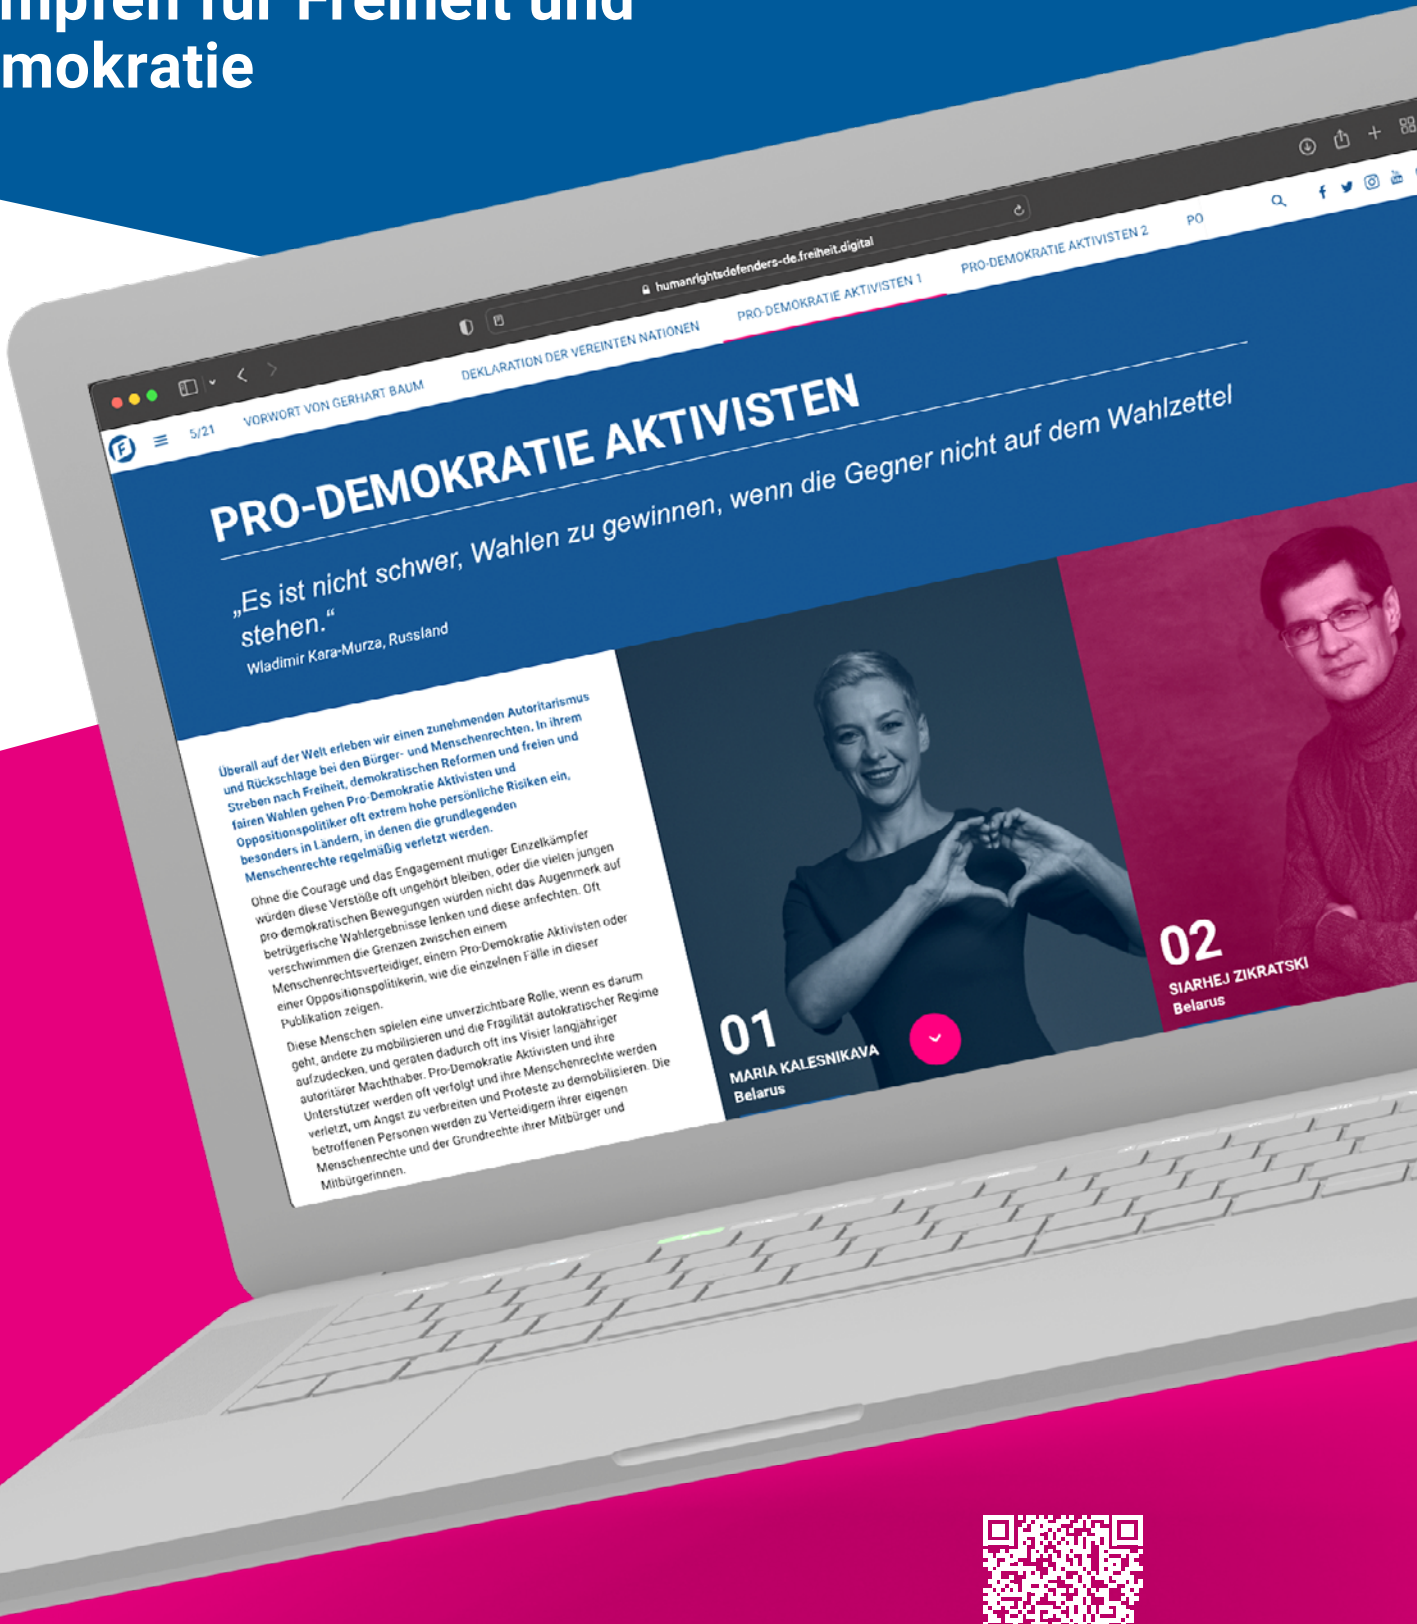 mpfen für Freiheit und
mokratie
humanrightsdefenders-de.freiheit.digital
5/21
VORWORT VON GERHART BAUM
DEKLARATION DER VEREINTEN NATIONEN
PRO-DEMOKRATIE AKTIVISTEN 1
PRO-DEMOKRATIE AKTIVISTEN 2
PO
PRO-DEMOKRATIE AKTIVISTEN
„Es ist nicht schwer, Wahlen zu gewinnen, wenn die Gegner nicht auf dem Wahlzettel
stehen.“
Wladimir Kara-Murza, Russland
Überall auf der Welt erleben wir einen zunehmenden Autoritarismus
und Rückschläge bei den Bürger- und Menschenrechten. In ihrem
Streben nach Freiheit, demokratischen Reformen und freien und
fairen Wahlen gehen Pro-Demokratie Aktivisten und
Oppositionspolitiker oft extrem hohe persönliche Risiken ein,
besonders in Ländern, in denen die grundlegenden
Menschenrechte regelmäßig verletzt werden.
Ohne die Courage und das Engagement mutiger Einzelkämpfer
würden diese Verstöße oft ungehört bleiben, oder die vielen jungen
pro-demokratischen Bewegungen würden nicht das Augenmerk auf
betrügerische Wahlergebnisse lenken und diese anfechten. Oft
verschwimmen die Grenzen zwischen einem
Menschenrechtsverteidiger, einem Pro-Demokratie Aktivisten oder
einer Oppositionspolitikerin, wie die einzelnen Fälle in dieser
Publikation zeigen.
Diese Menschen spielen eine unverzichtbare Rolle, wenn es darum
geht, andere zu mobilisieren und die Fragilität autokratischer Regime
aufzudecken, und geraten dadurch oft ins Visier langjähriger
autoritärer Machthaber. Pro-Demokratie Aktivisten und ihre
Unterstützer werden oft verfolgt und ihre Menschenrechte werden
verletzt, um Angst zu verbreiten und Proteste zu demobilisieren. Die
betroffenen Personen werden zu Verteidigern ihrer eigenen
Menschenrechte und der Grundrechte ihrer Mitbürger und
Mitbürgerinnen.
01
MARIA KALESNIKAVA
Belarus
02
SIARHEJ ZIKRATSKI
Belarus